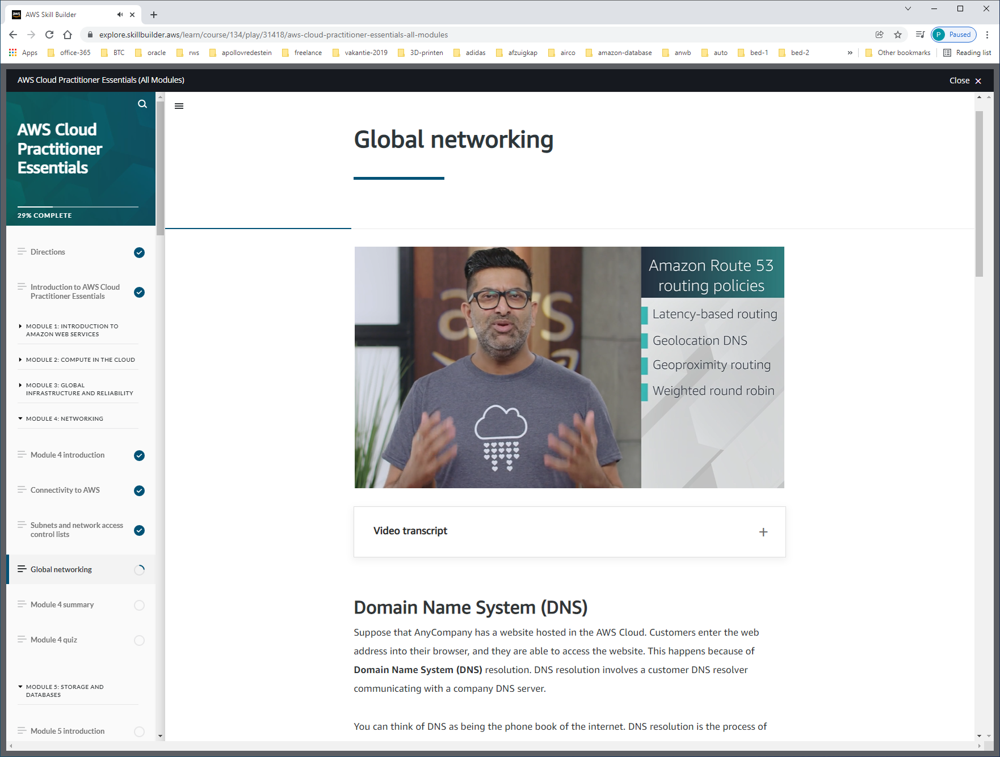 AWS Skill Builder
explore.skillbuilder.aws/learn/course/134/play/31418/aws-cloud-practitioner-essentials-all-modules
P Paused
Apps office-365 BTC oracle rws apollovredestein freelance vakantie-2019 3D-printen adidas afzuigkap airco amazon-database anwb auto bed-1 bed-2 » Other bookmarks Reading list
AWS Cloud Practitioner Essentials (All Modules) Close
AWS Cloud
Practitioner
Essentials
29% COMPLETE
Directions
Introduction to AWS Cloud
Practitioner Essentials
MODULE 1: INTRODUCTION TO
AMAZON WEB SERVICES
MODULE 2: COMPUTE IN THE CLOUD
MODULE 3: GLOBAL
INFRASTRUCTURE AND RELIABILITY
MODULE 4: NETWORKING
Module 4 introduction
Connectivity to AWS
Subnets and network access
control lists
Global networking
Module 4 summary
Module 4 quiz
MODULE 5: STORAGE AND
DATABASES
Module 5 introduction
Global networking
aws
Amazon Route 53
routing policies
Latency-based routing
Geolocation DNS
Geoproximity routing
Weighted round robin
Video transcript
Domain Name System (DNS)
Suppose that AnyCompany has a website hosted in the AWS Cloud. Customers enter the web
address into their browser, and they are able to access the website. This happens because of
Domain Name System (DNS) resolution. DNS resolution involves a customer DNS resolver
communicating with a company DNS server.
You can think of DNS as being the phone book of the internet. DNS resolution is the process of